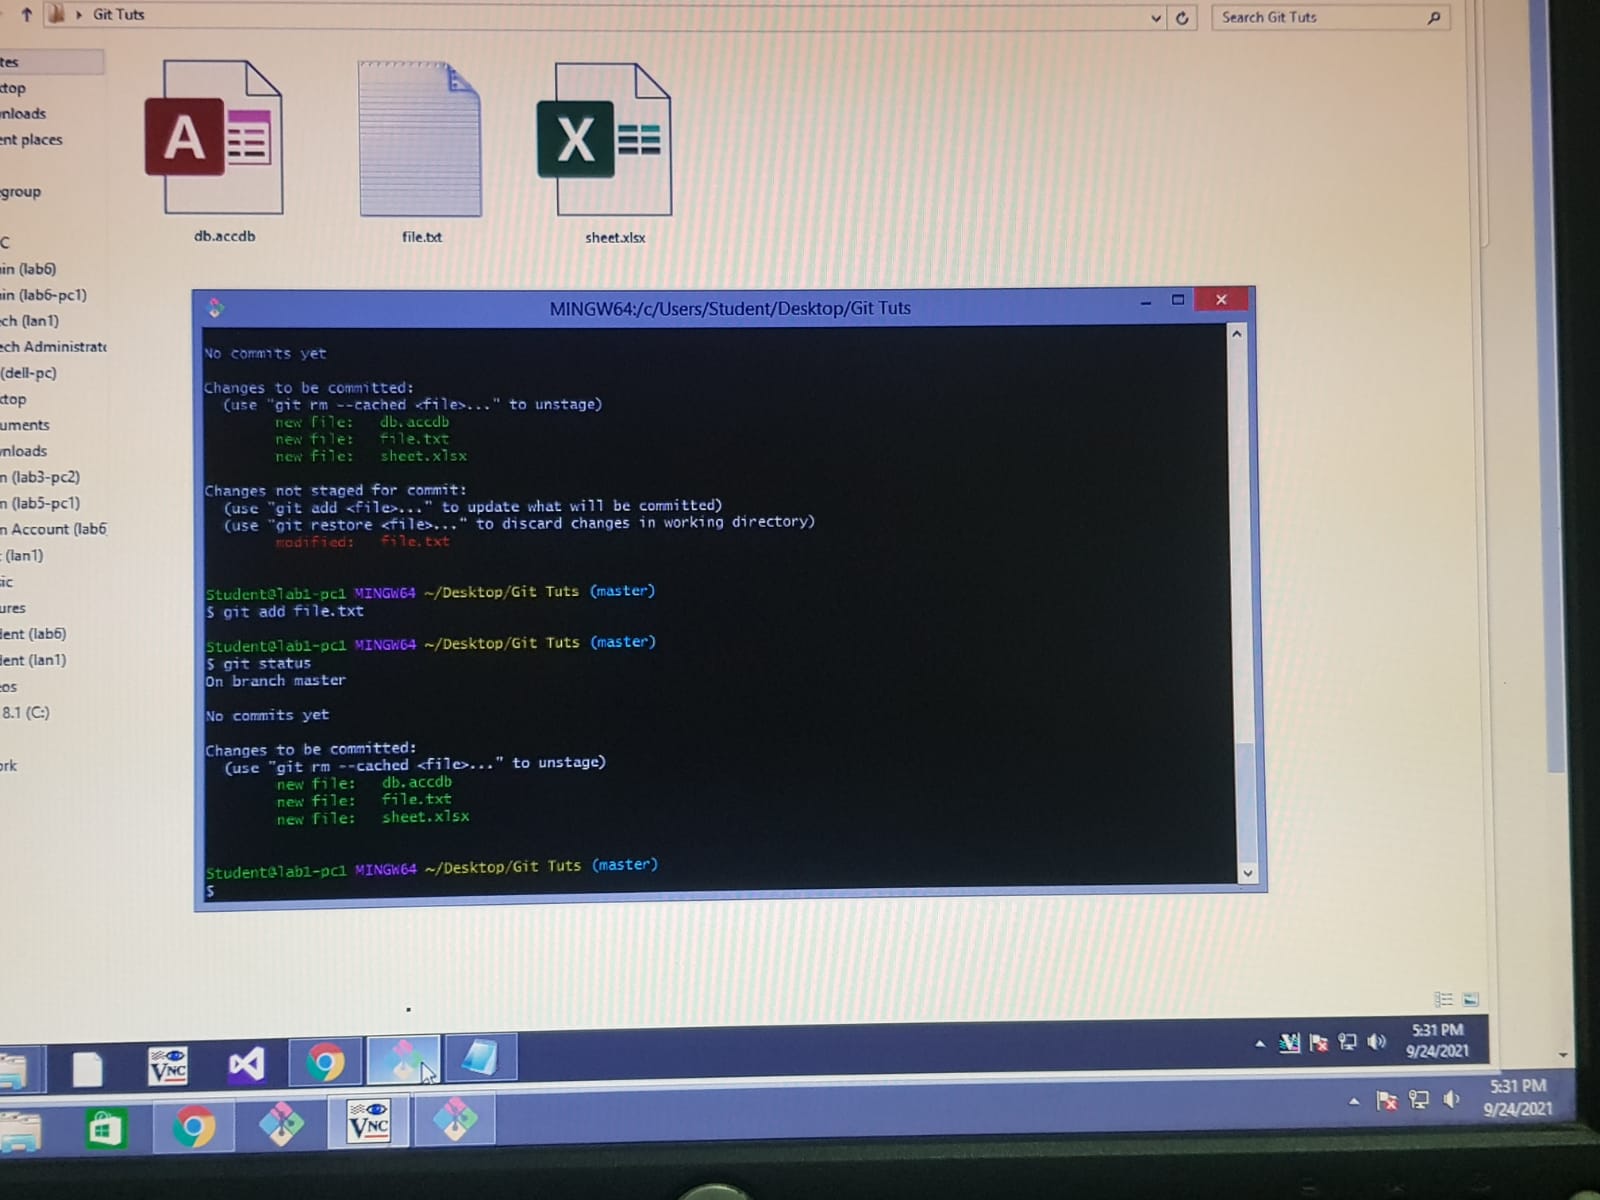 Git Tuts
Search Git Tuts
tes
ktop
nloads
ent places
group
C
in (lab6)
in (lab6-pc1)
ch (lan1)
ech Administrat
(dell-pc)
ktop
uments
nloads
n (lab3-pc2)
n (lab5-pc1)
n Account (lab6
(lan1)
ic
ures
dent (lab6)
dent (lan1)
eos
8.1 (C:)
ork
A
X
db.accdb
file.txt
sheet.xlsx
MINGW64:/c/Users/Student/Desktop/Git Tuts
No commits yet
Changes to be committed:
(use "git rm --cached <file>..." to unstage)
new file: db.accdb
new file: file.txt
new file: sheet.xlsx
Changes not staged for commit:
(use "git add <file>..." to update what will be committed)
(use "git restore <file>..." to discard changes in working directory)
modified: file.txt
Student@lab1-pc1 MINGW64 ~/Desktop/Git Tuts (master)
$ git add file.txt
Student@lab1-pc1 MINGW64 ~/Desktop/Git Tuts (master)
$ git status
On branch master
No commits yet
Changes to be committed:
(use "git rm --cached <file>..." to unstage)
new file: db.accdb
new file: file.txt
new file: sheet.xlsx
Student@lab1-pc1 MINGW64 ~/Desktop/Git Tuts (master)
$
VNC
5:31 PM
9/24/2021
VNC
5:31 PM
9/24/2021